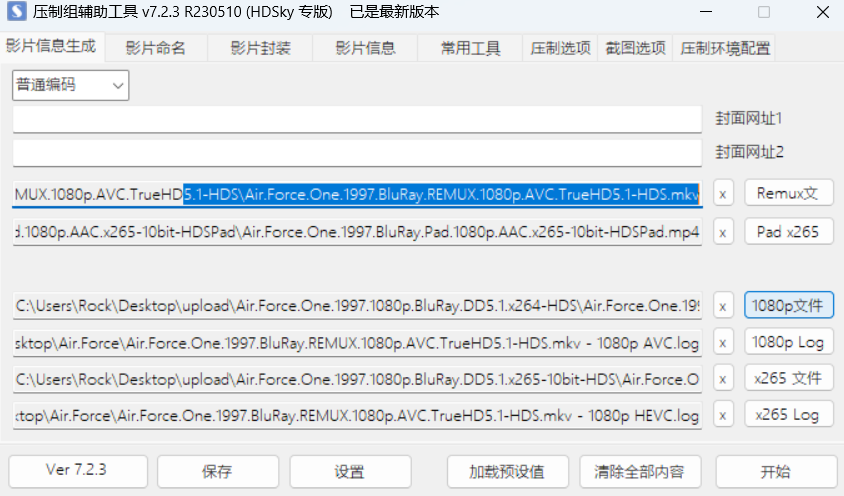 压制组辅助工具 v7.2.3 R230510 (HDSky 专版) 已是最新版本
影片信息生成 影片命名 影片封装 影片信息 常用工具 压制选项 截图选项 压制环境配置
普通编码
封面网址1
封面网址2
MUX.1080p.AVC.TrueHD5.1-HDS\Air.Force.One.1997.BluRay.REMUX.1080p.AVC.TrueHD5.1-HDS.mkv x Remux文
d.1080p.AAC.x265-10bit-HDSPad\Air.Force.One.1997.BluRay.Pad.1080p.AAC.x265-10bit-HDSPad.mp4 x Pad x265
C:\Users\Rock\Desktop\upload\Air.Force.One.1997.1080p.BluRay.DD5.1.x264-HDS\Air.Force.One.199 x 1080p文件
sktop\Air.Force\Air.Force.One.1997.BluRay.REMUX.1080p.AVC.TrueHD5.1-HDS.mkv - 1080p AVC.log x 1080p Log
C:\Users\Rock\Desktop\upload\Air.Force.One.1997.1080p.BluRay.DD5.1.x265-10bit-HDS\Air.Force.O x x265 文件
ktop\Air.Force\Air.Force.One.1997.BluRay.REMUX.1080p.AVC.TrueHD5.1-HDS.mkv - 1080p HEVC.log x x265 Log
Ver 7.2.3 保存 设置 加载预设值 清除全部内容 开始